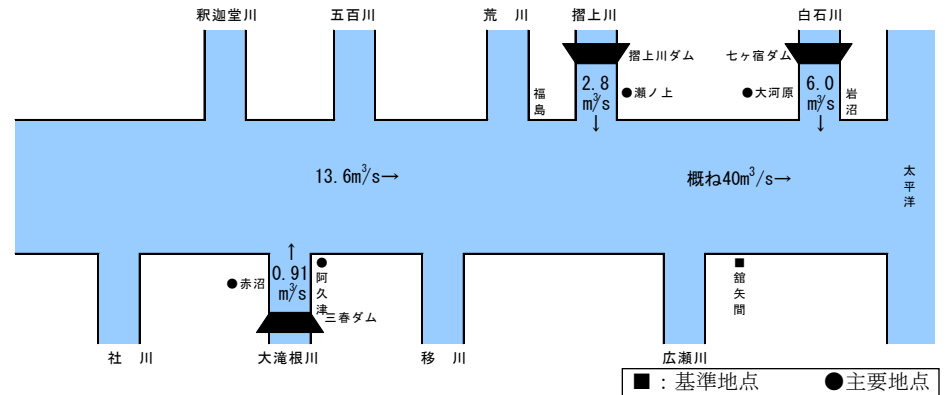 釈迦堂川
五百川
荒 川
摺上川
白石川
摺上川ダム
七ヶ宿ダム
福島
2.8
m³/s
↓
●瀬ノ上
●大河原
6.0
m³/s
↓
岩沼
13.6m³/s→
概ね40m³/s→
太平洋
↑
0.91
m³/s
●赤沼
●阿久津
三春ダム
■舘矢間
社 川
大滝根川
移 川
広瀬川
■：基準地点 ●主要地点